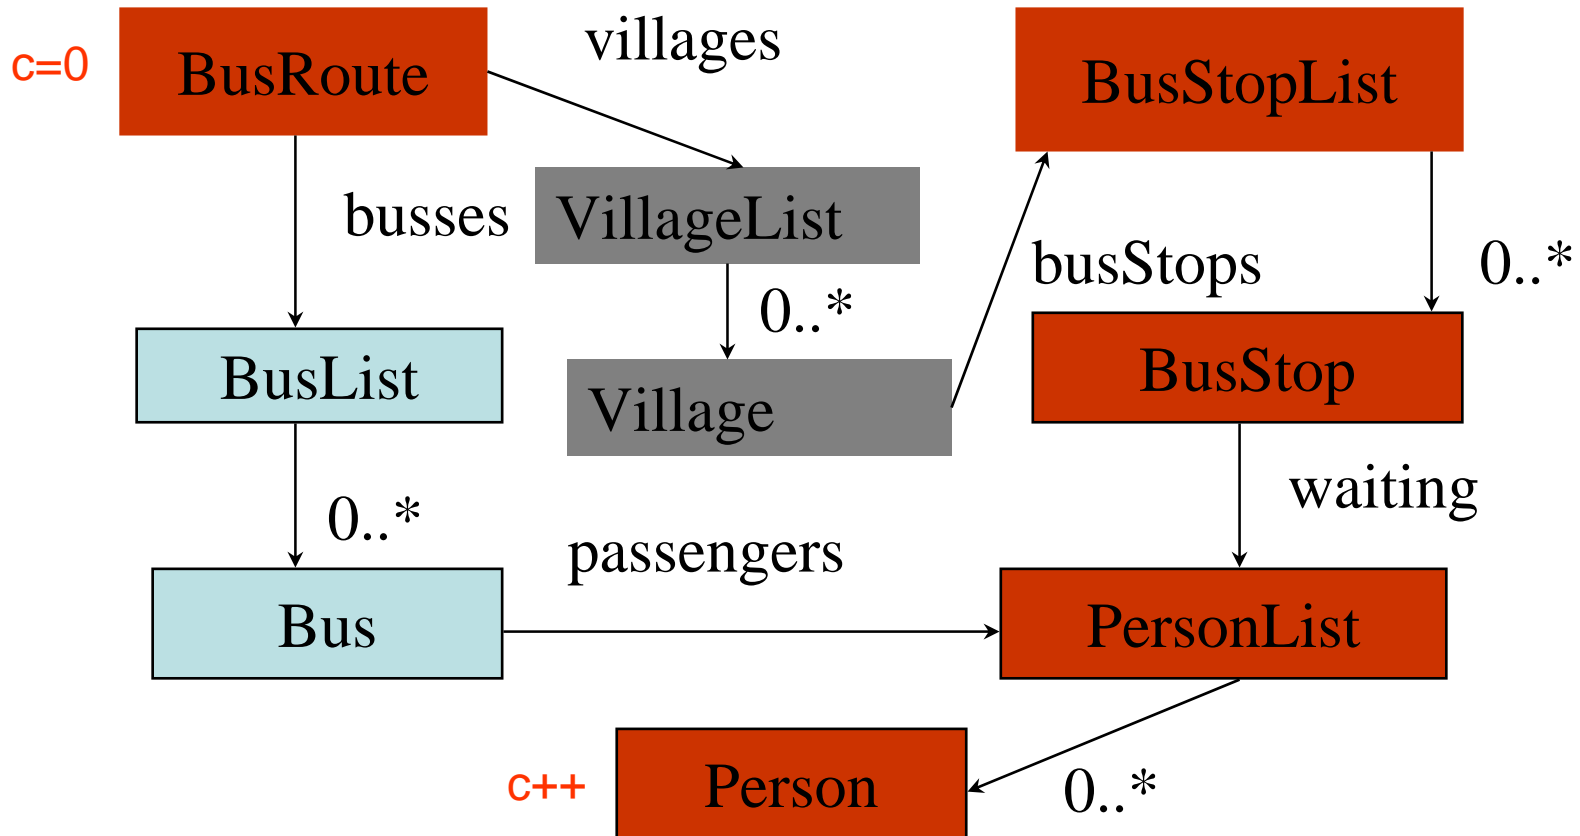 c=0
BusRoute
villages
BusStopList
busses
VillageList
busStops
0..*
0..*
BusList
Village
BusStop
0..*
waiting
passengers
Bus
PersonList
c++
Person
0..*